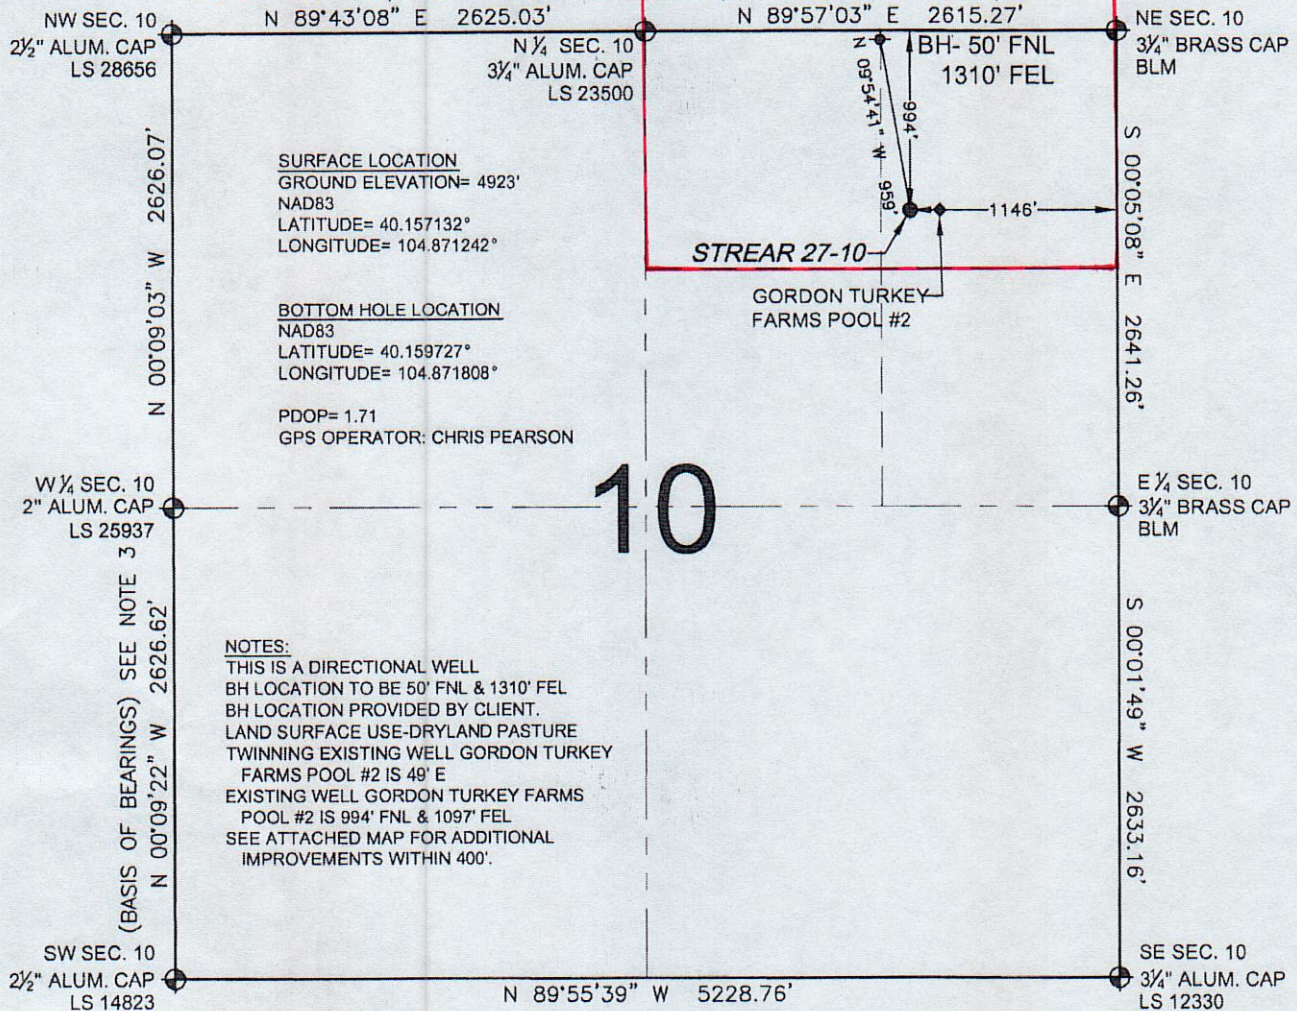 N 89°43'08" E 2625.03'
N 89°57'03" E 2615.27'
NW SEC. 10
2½" ALUM. CAP
LS 28656
N ¼ SEC. 10
3¼" ALUM. CAP
LS 23500
BH- 50' FNL
1310' FEL
NE SEC. 10
3¼" BRASS CAP
BLM
N 09°54'41" W 959'
994'
1146'
STREAR 27-10
GORDON TURKEY
FARMS POOL #2
N 00°09'03" W 2626.07'
S 00°05'08" E 2641.26'
SURFACE LOCATION
GROUND ELEVATION= 4923'
NAD83
LATITUDE= 40.157132°
LONGITUDE= 104.871242°
BOTTOM HOLE LOCATION
NAD83
LATITUDE= 40.159727°
LONGITUDE= 104.871808°
PDOP= 1.71
GPS OPERATOR: CHRIS PEARSON
W ¼ SEC. 10
2" ALUM. CAP
LS 25937
10
E ¼ SEC. 10
3¼" BRASS CAP
BLM
(BASIS OF BEARINGS) SEE NOTE 3
N 00°09'22" W 2626.62'
S 00°01'49" W 2633.16'
NOTES:
THIS IS A DIRECTIONAL WELL
BH LOCATION TO BE 50' FNL & 1310' FEL
BH LOCATION PROVIDED BY CLIENT.
LAND SURFACE USE-DRYLAND PASTURE
TWINNING EXISTING WELL GORDON TURKEY
FARMS POOL #2 IS 49' E
EXISTING WELL GORDON TURKEY FARMS
POOL #2 IS 994' FNL & 1097' FEL
SEE ATTACHED MAP FOR ADDITIONAL
IMPROVEMENTS WITHIN 400'.
SW SEC. 10
2½" ALUM. CAP
LS 14823
N 89°55'39" W 5228.76'
SE SEC. 10
3¼" ALUM. CAP
LS 12330